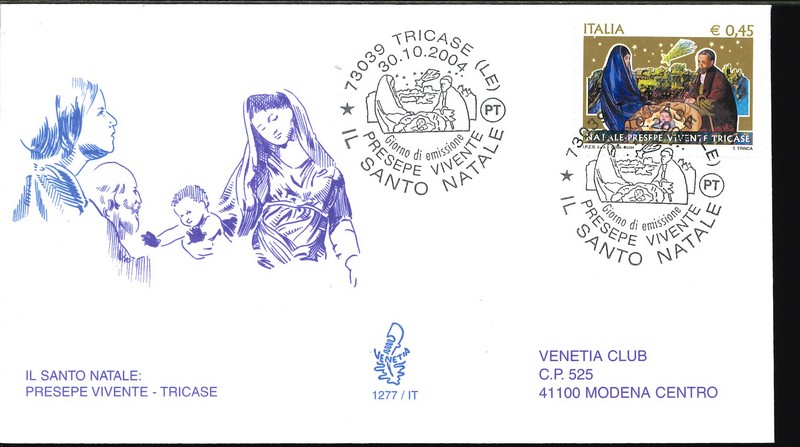 73039 TRICASE (LE)
30.10.2004
PT
Giorno di emissione
PRESEPE VIVENTE
IL SANTO NATALE
ITALIA € 0,45
NATALE: PRESEPE VIVENTE TRICASE
T. TRINCA
73039
Giorno di emissione
PRESEPE VIVENTE
IL SANTO NATALE
PT
VENETIA
1277 / IT
IL SANTO NATALE:
PRESEPE VIVENTE - TRICASE
VENETIA CLUB
C.P. 525
41100 MODENA CENTRO